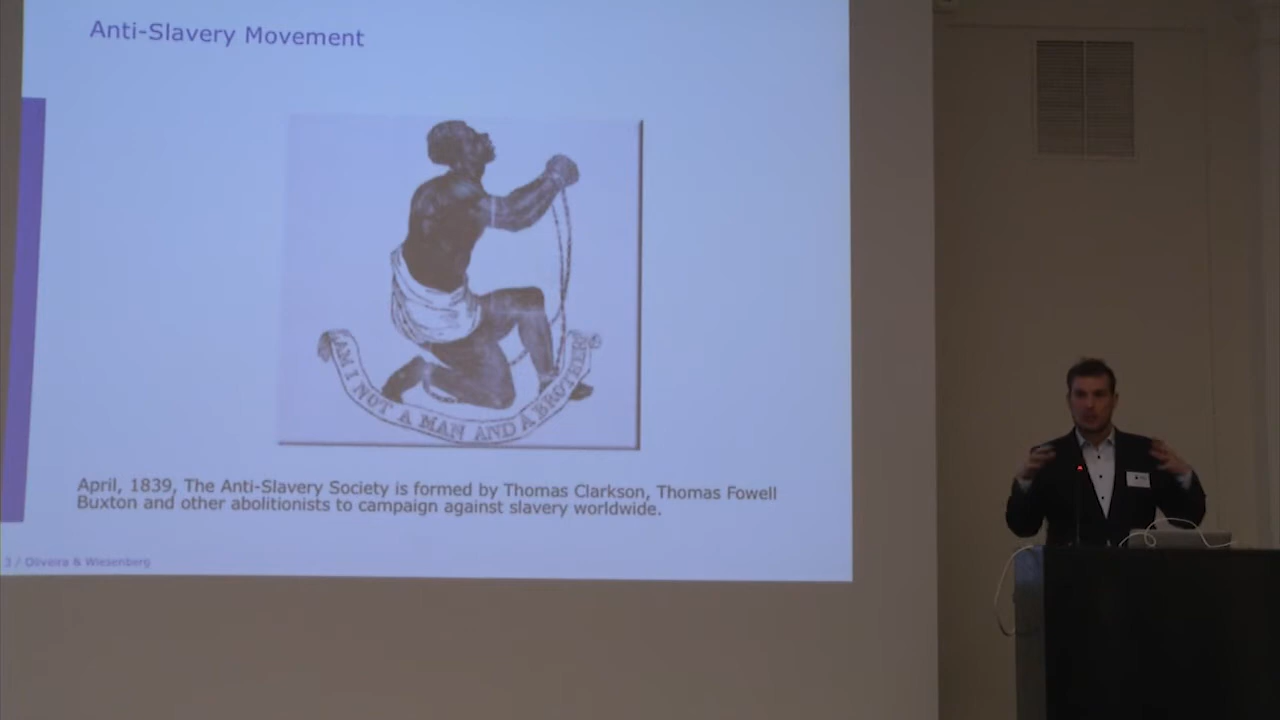 Anti-Slavery Movement
AM I NOT A MAN AND A BROTHER
April, 1839, The Anti-Slavery Society is formed by Thomas Clarkson, Thomas Fowell
Buxton and other abolitionists to campaign against slavery worldwide.
3 / Oliveira & Wiesenberg